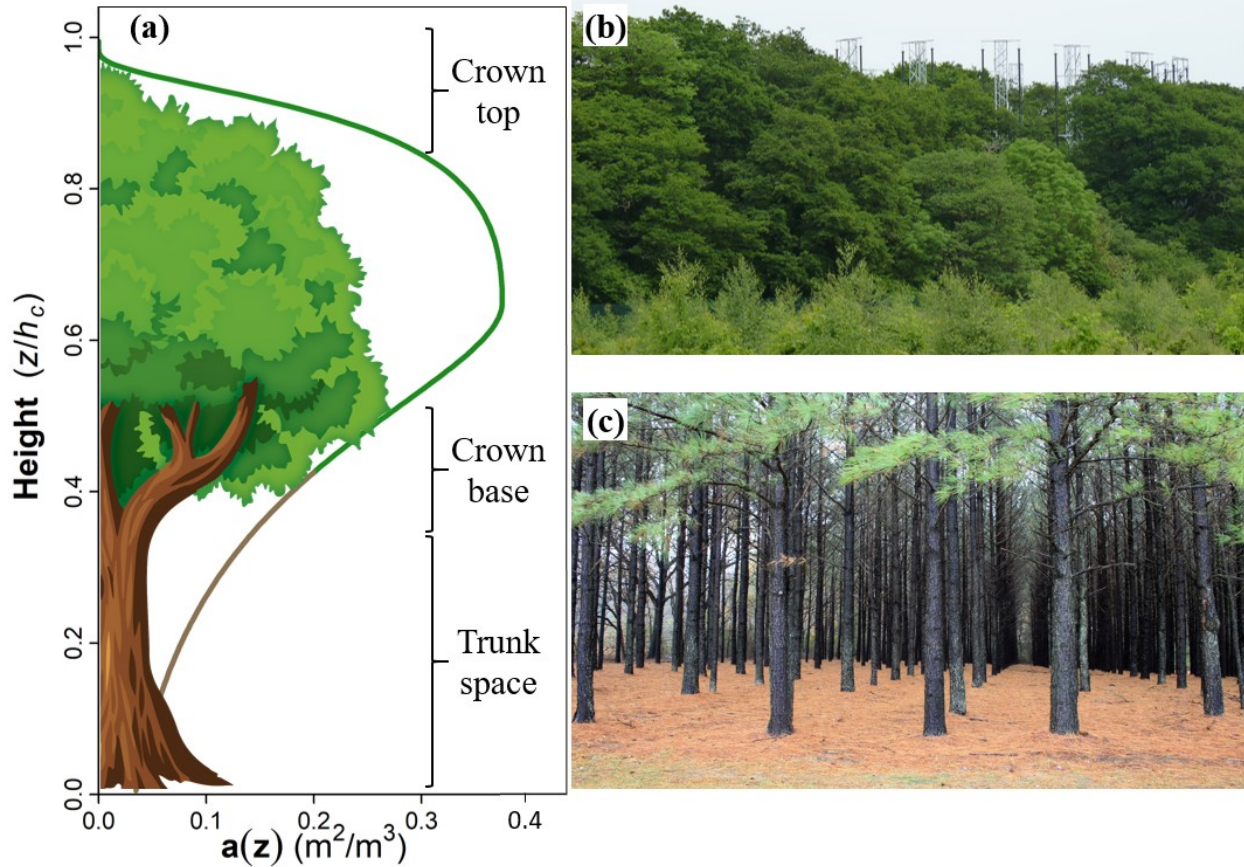 (a)
1.0
0.8
0.6
0.4
0.2
0.0
Height (z/h_c)
Crown
top
Crown
base
Trunk
space
0.0 0.1 0.2 0.3 0.4
a(z) (m²/m³)
(b)
(c)